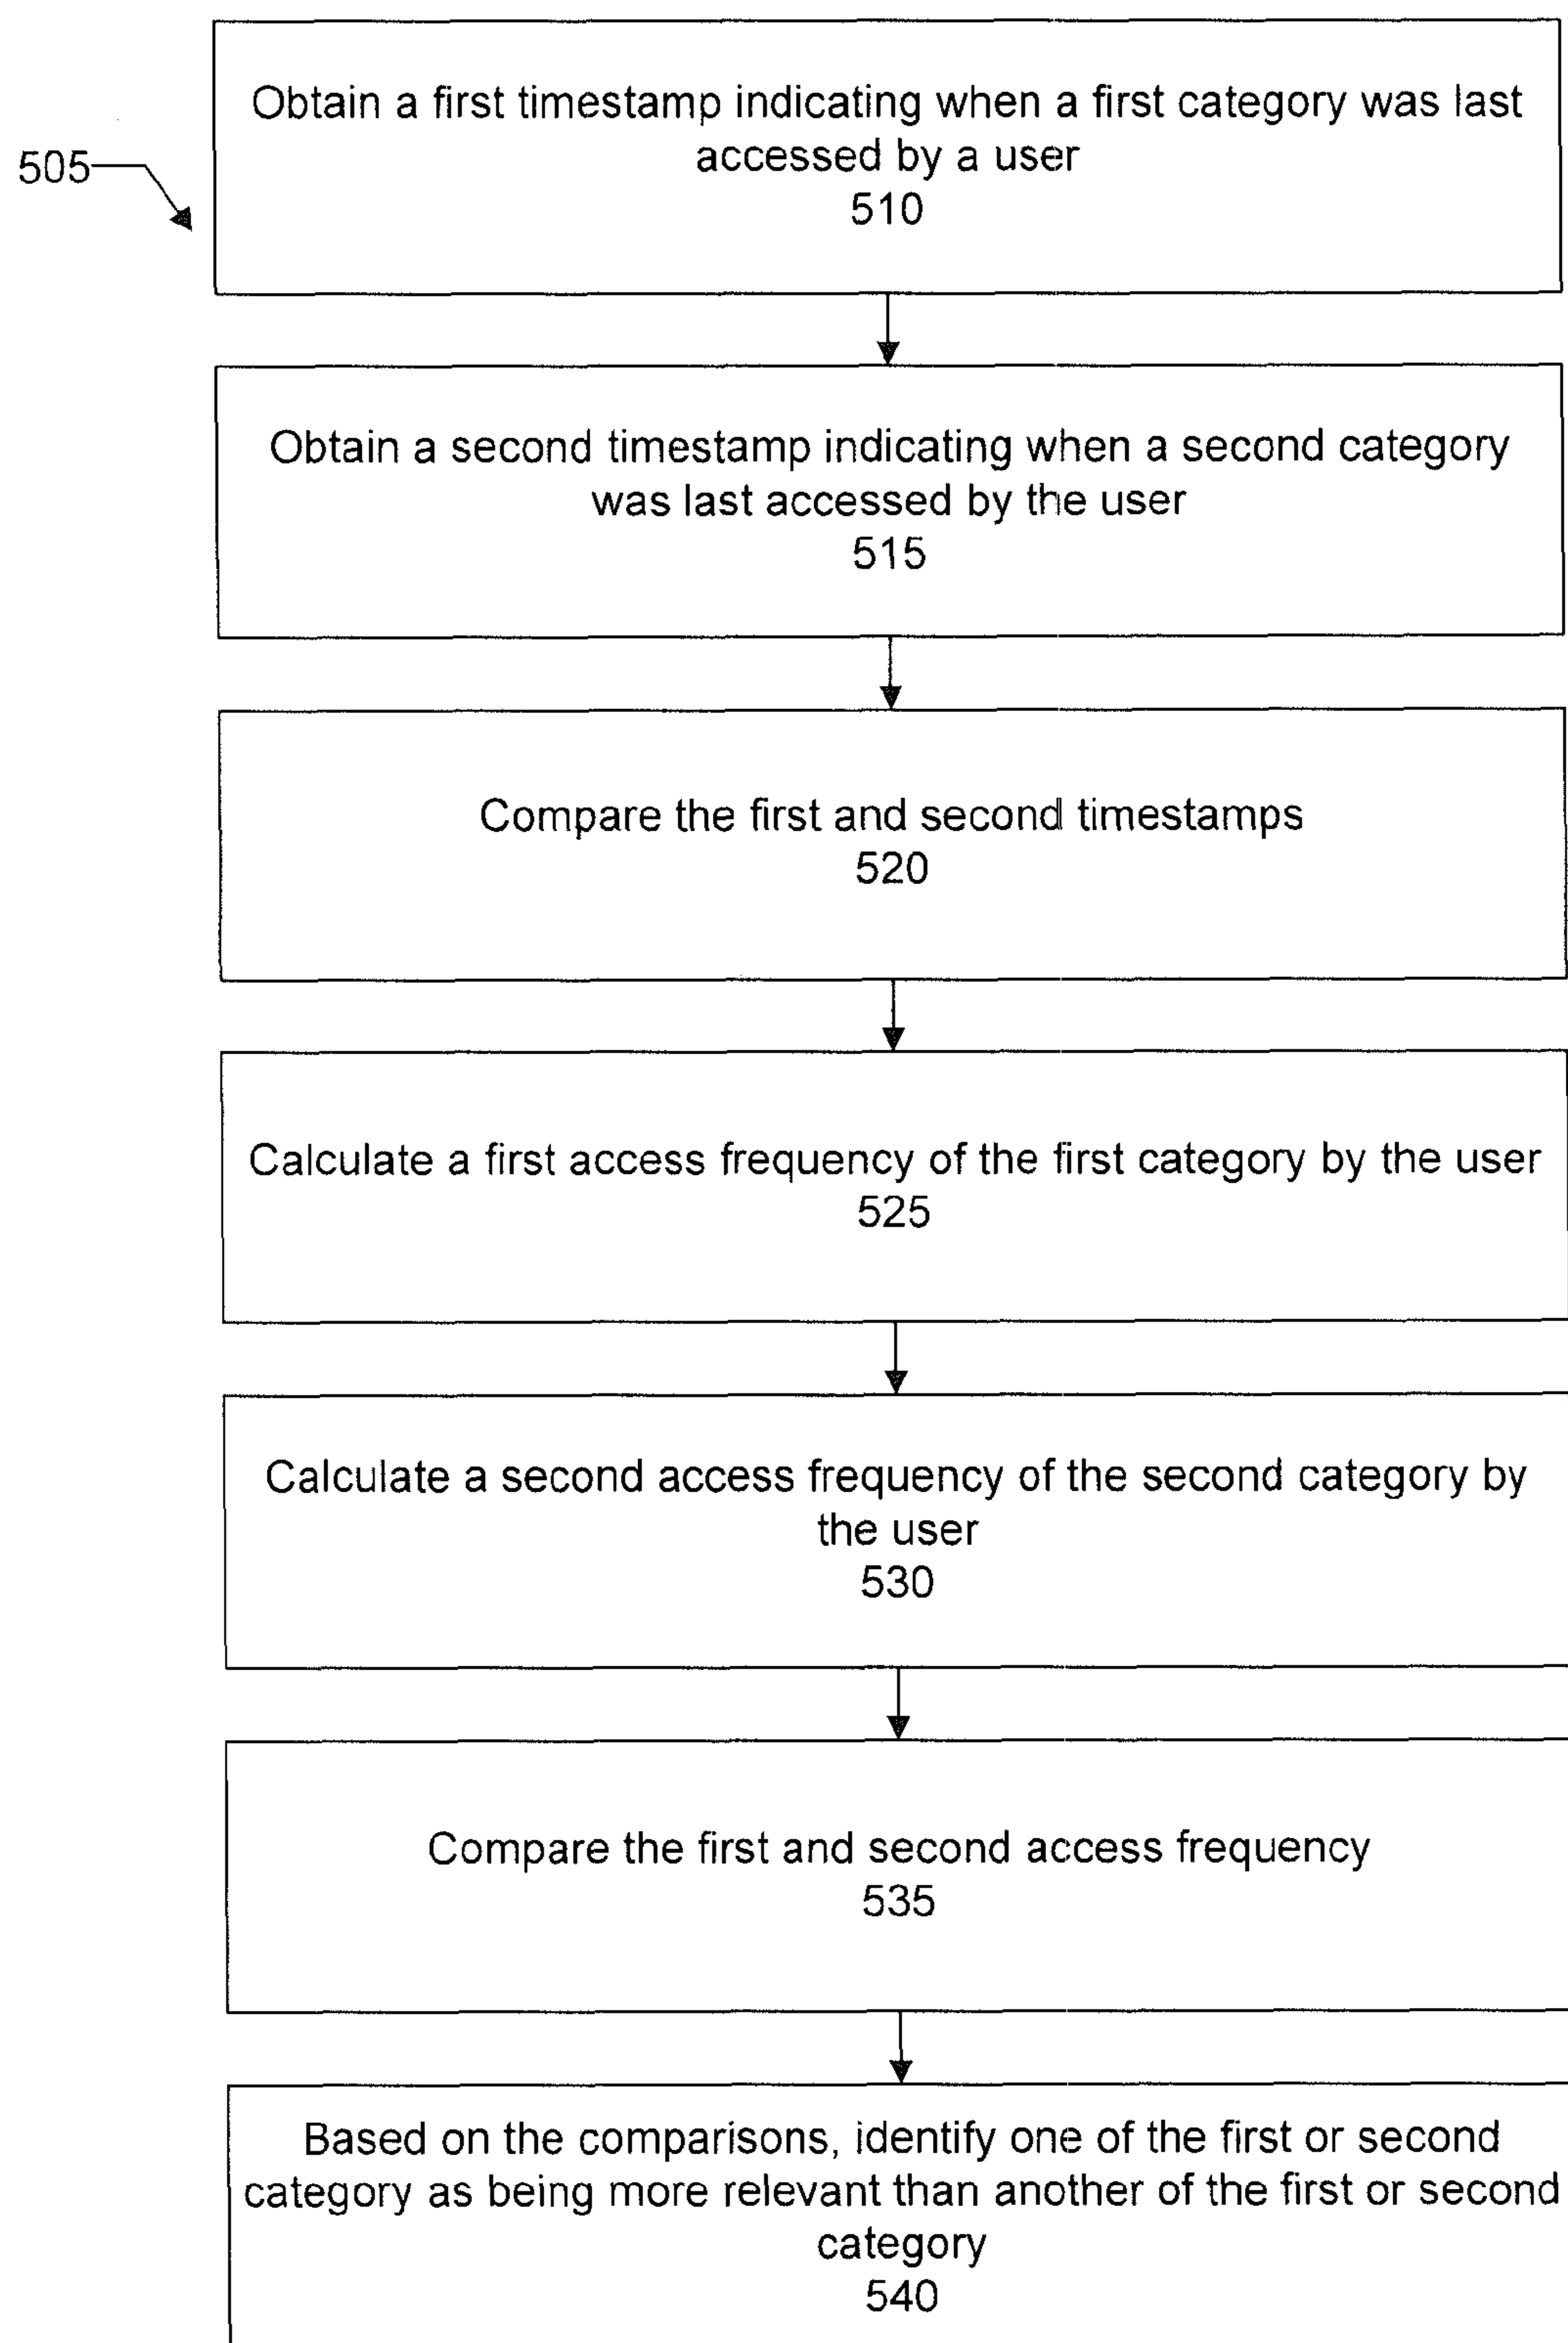 Obtain a first timestamp indicating when a first category was last
accessed by a user
510
505
Obtain a second timestamp indicating when a second category
was last accessed by the user
515
Compare the first and second timestamps
520
Calculate a first access frequency of the first category by the user
525
Calculate a second access frequency of the second category by
the user
530
Compare the first and second access frequency
535
Based on the comparisons, identify one of the first or second
category as being more relevant than another of the first or second
category
540